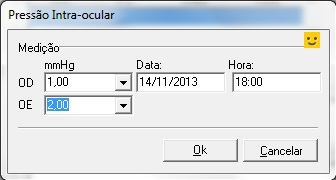 Pressão Intra-ocular
Medição
mmHg Data: Hora:
OD 1,00 14/11/2013 18:00
OE 2,00
Ok Cancelar